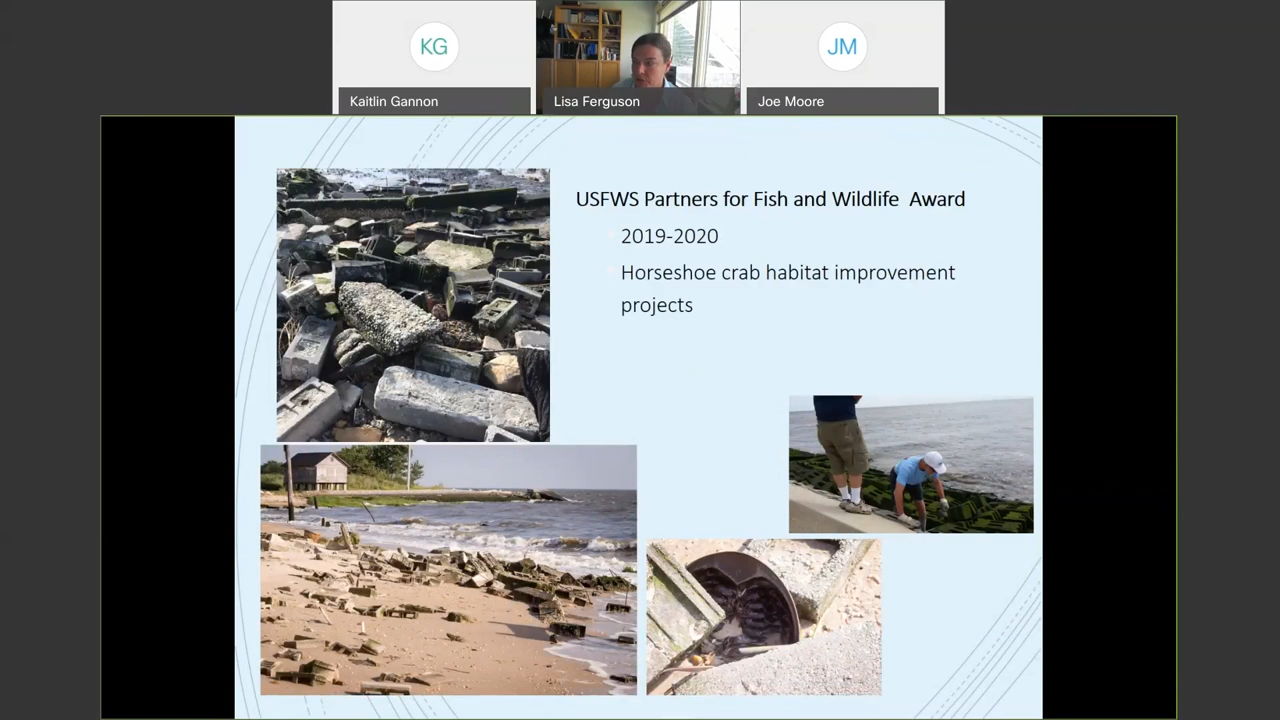 KG
JM
Kaitlin Gannon
Lisa Ferguson
Joe Moore
USFWS Partners for Fish and Wildlife Award
2019-2020
Horseshoe crab habitat improvement
projects